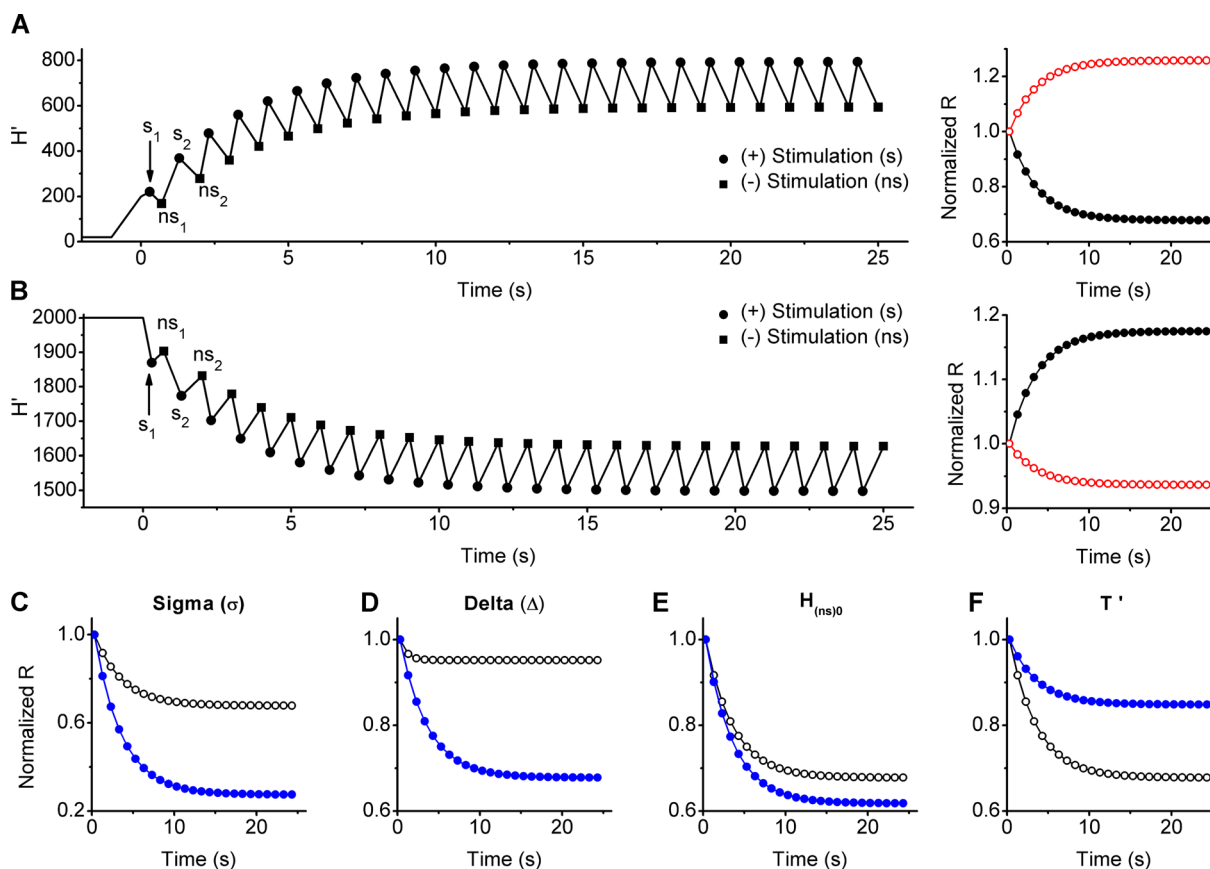 A
H'
800
600
400
200
0
s1
s2
ns1
ns2
(+) Stimulation (s)
(-) Stimulation (ns)
0 5 10 15 20 25
Time (s)
Normalized R
1.2
1.0
0.8
0.6
0 10 20
Time (s)
B
H'
2000
1900
1800
1700
1600
1500
ns1
ns2
s1
s2
(+) Stimulation (s)
(-) Stimulation (ns)
0 5 10 15 20 25
Time (s)
Normalized R
1.2
1.1
1.0
0.9
0 10 20
Time (s)
C
Sigma (σ)
Normalized R
1.0
0.6
0.2
0 10 20
Time (s)
D
Delta (Δ)
1.0
0.8
0.6
0 10 20
Time (s)
E
H(ns)0
1.0
0.8
0.6
0 10 20
Time (s)
F
T '
1.0
0.8
0.6
0 10 20
Time (s)